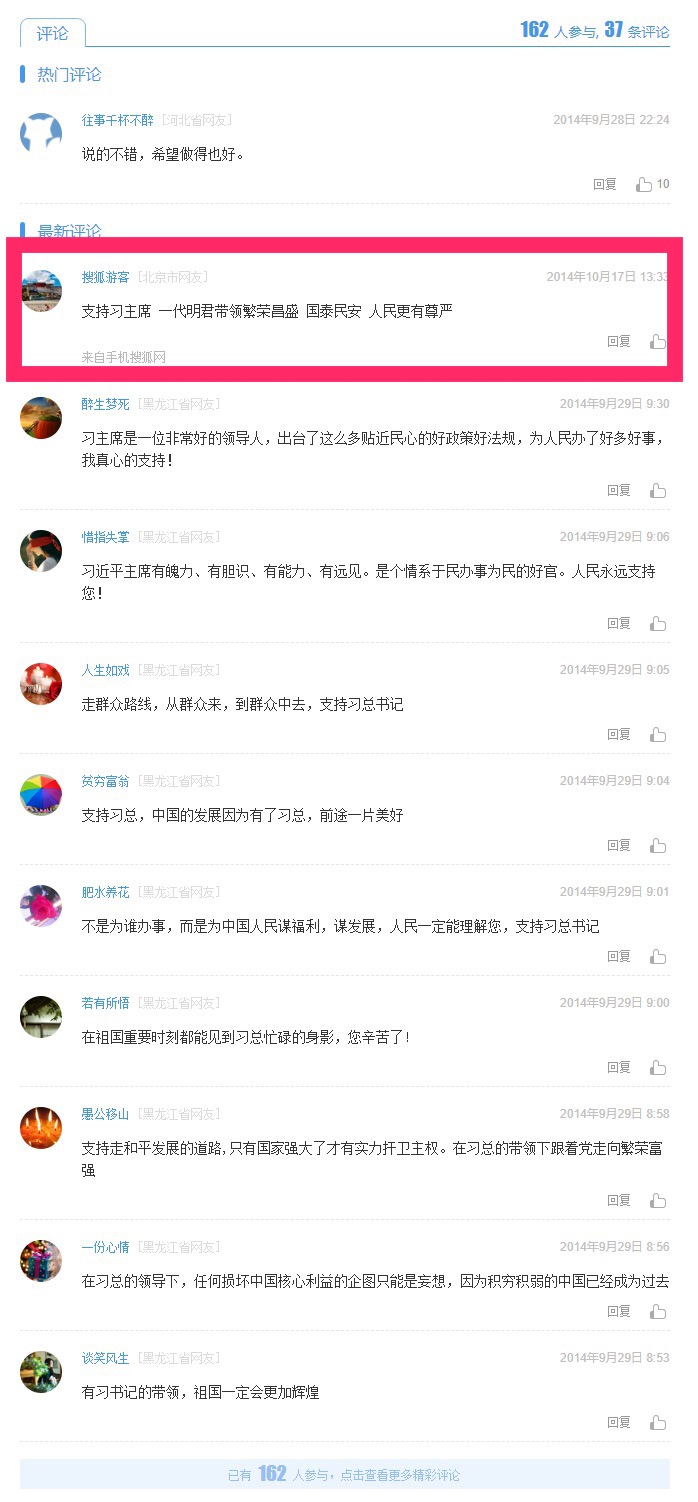 评论
162 人参与, 37 条评论
热门评论
往事千杯不醉 [河北省网友] 2014年9月28日 22:24
说的不错，希望做得也好。
回复 10
最新评论
搜狐游客 [北京市网友] 2014年10月17日 13:33
支持习主席 一代明君带领繁荣昌盛 国泰民安 人民更有尊严
回复
来自手机搜狐网
醉生梦死 [黑龙江省网友] 2014年9月29日 9:30
习主席是一位非常好的领导人，出台了这么多贴近民心的好政策好法规，为人民办了好多好事，
我真心的支持！
回复
惜指失掌 [黑龙江省网友] 2014年9月29日 9:06
习近平主席有魄力、有胆识、有能力、有远见。是个情系于民办事为民的好官。人民永远支持
您！
回复
人生如戏 [黑龙江省网友] 2014年9月29日 9:05
走群众路线，从群众来，到群众中去，支持习总书记
回复
贫穷富翁 [黑龙江省网友] 2014年9月29日 9:04
支持习总，中国的发展因为有了习总，前途一片美好
回复
肥水养花 [黑龙江省网友] 2014年9月29日 9:01
不是为谁办事，而是为中国人民谋福利，谋发展，人民一定能理解您，支持习总书记
回复
若有所悟 [黑龙江省网友] 2014年9月29日 9:00
在祖国重要时刻都能见到习总忙碌的身影，您辛苦了！
回复
愚公移山 [黑龙江省网友] 2014年9月29日 8:58
支持走和平发展的道路,只有国家强大了才有实力扞卫主权。在习总的带领下跟着党走向繁荣富
强
回复
一份心情 [黑龙江省网友] 2014年9月29日 8:56
在习总的领导下，任何损坏中国核心利益的企图只能是妄想，因为积穷积弱的中国已经成为过去
回复
谈笑风生 [黑龙江省网友] 2014年9月29日 8:53
有习书记的带领，祖国一定会更加辉煌
回复
已有 162 人参与，点击查看更多精彩评论